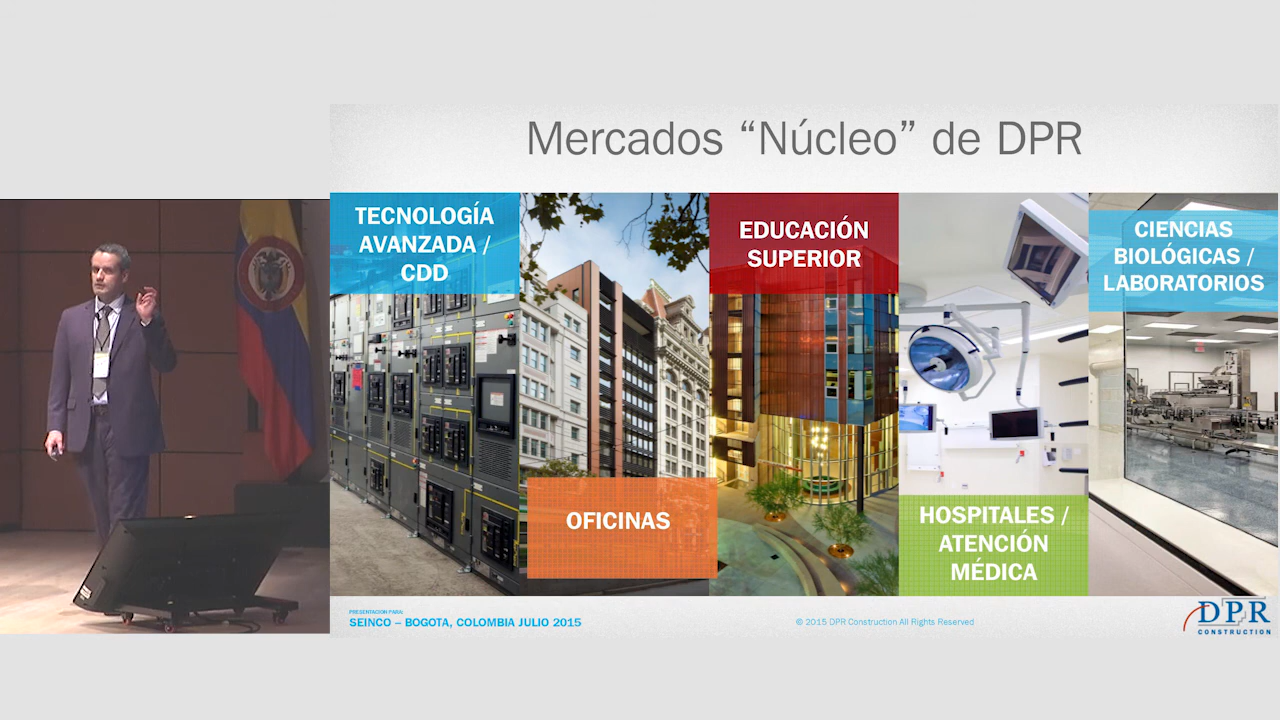 Mercados “Núcleo” de DPR
TECNOLOGÍA
AVANZADA /
CDD
OFICINAS
EDUCACIÓN
SUPERIOR
HOSPITALES /
ATENCIÓN
MÉDICA
CIENCIAS
BIOLÓGICAS /
LABORATORIOS
PRESENTACION PARA:
SEINCO – BOGOTA, COLOMBIA JULIO 2015
© 2015 DPR Construction All Rights Reserved
DPR
CONSTRUCTION